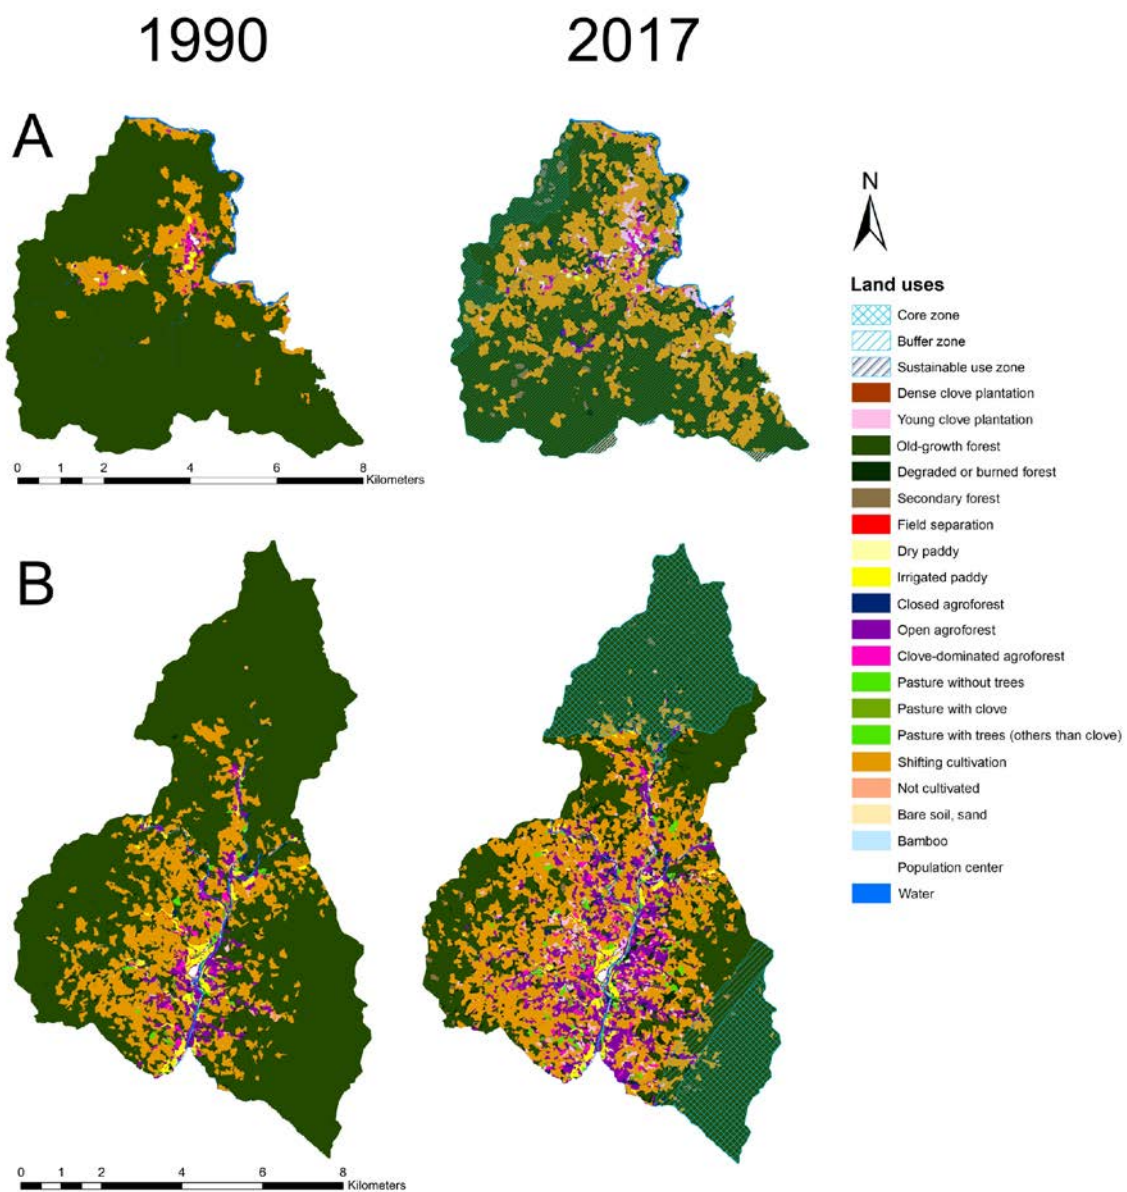 1990
2017
A
0 1 2 4 6 8
Kilometers
B
0 1 2 4 6 8
Kilometers
N
Land uses
Core zone
Buffer zone
Sustainable use zone
Dense clove plantation
Young clove plantation
Old-growth forest
Degraded or burned forest
Secondary forest
Field separation
Dry paddy
Irrigated paddy
Closed agroforest
Open agroforest
Clove-dominated agroforest
Pasture without trees
Pasture with clove
Pasture with trees (others than clove)
Shifting cultivation
Not cultivated
Bare soil, sand
Bamboo
Population center
Water